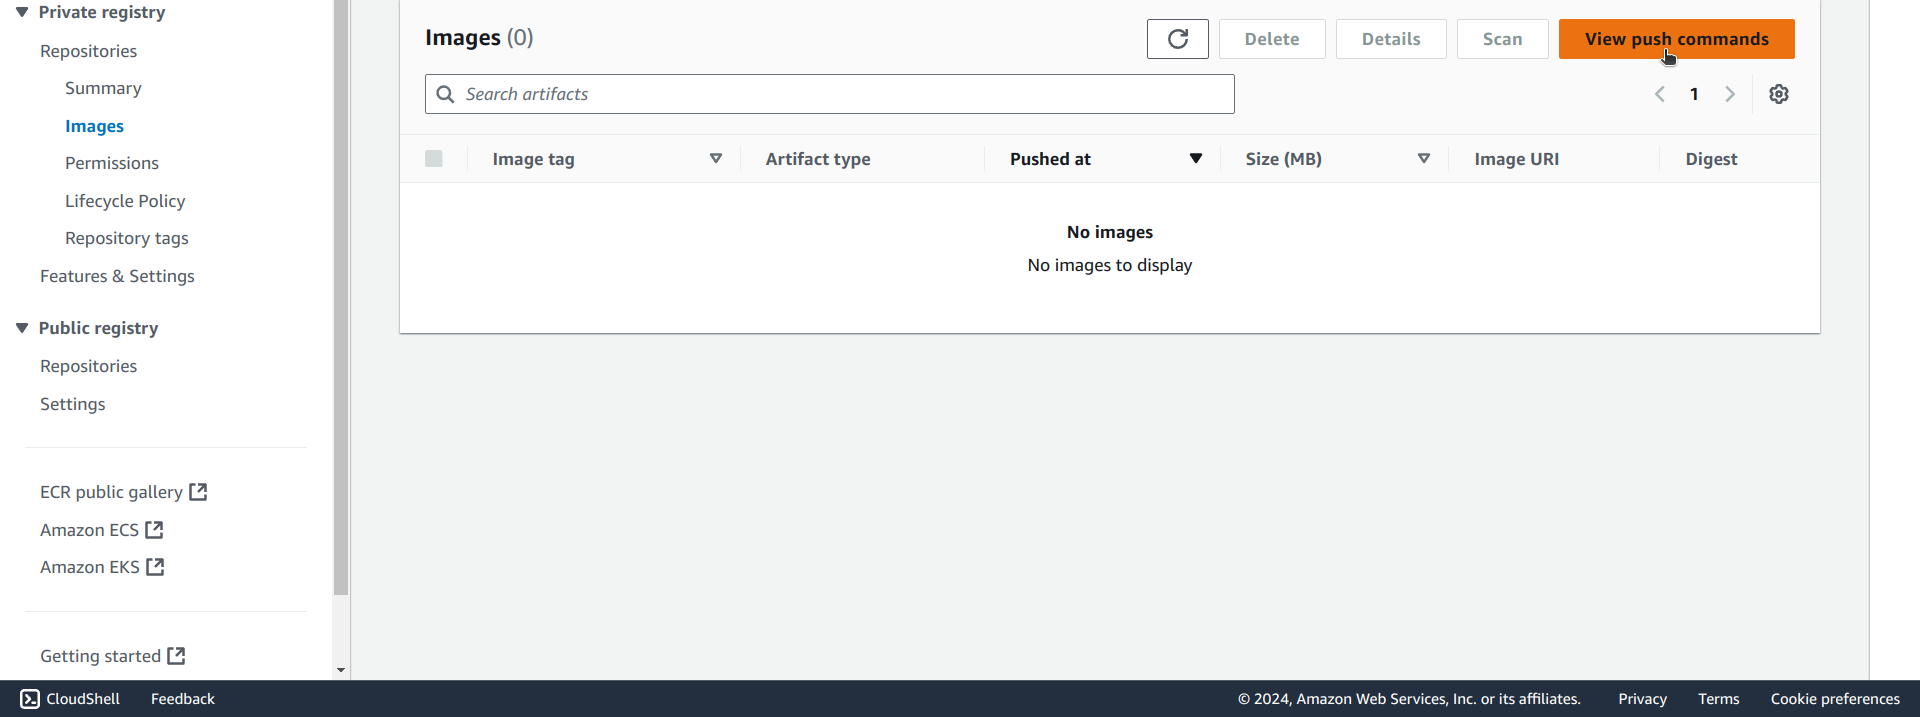 Private registry
Repositories
Summary
Images
Permissions
Lifecycle Policy
Repository tags
Features & Settings
Public registry
Repositories
Settings
ECR public gallery
Amazon ECS
Amazon EKS
Getting started
Images (0)
Delete
Details
Scan
View push commands
Search artifacts
1
Image tag
Artifact type
Pushed at
Size (MB)
Image URI
Digest
No images
No images to display
CloudShell
Feedback
© 2024, Amazon Web Services, Inc. or its affiliates.
Privacy
Terms
Cookie preferences